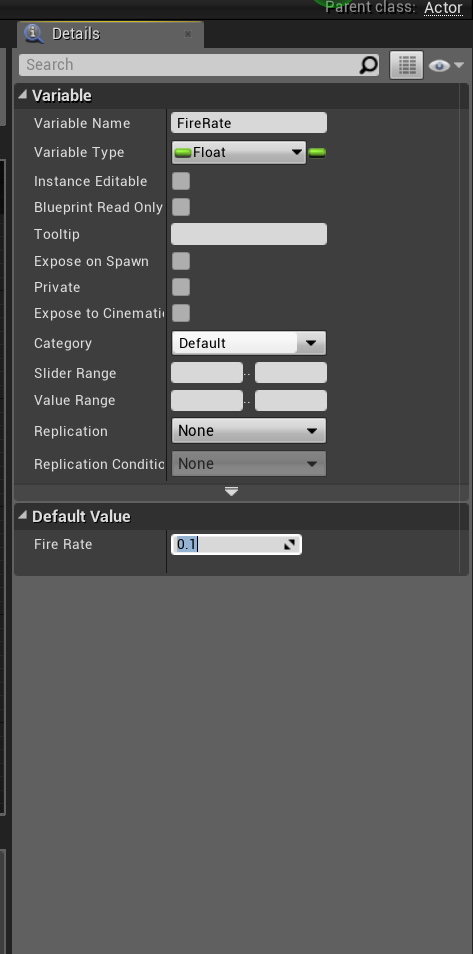 Parent class: Actor
Details
Search
Variable
Variable Name FireRate
Variable Type Float
Instance Editable
Blueprint Read Only
Tooltip
Expose on Spawn
Private
Expose to Cinematic
Category Default
Slider Range ..
Value Range ..
Replication None
Replication Conditic None
Default Value
Fire Rate 0.1